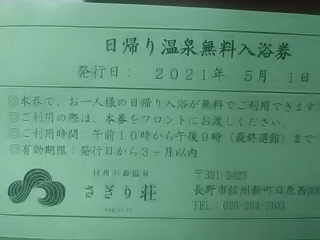 日帰り温泉無料入浴券
発行日： 2021年 5月 1日
◎本券で、お一人様の日帰り入浴が無料でご利用できます
◎ご利用の際は、本券をフロントにお渡しください。
◎ご利用時間：午前10時から午後9時（最終退館）まで
◎有効期限：発行日から3ヶ月以内
信州不動温泉
さぎり荘
〒381-2423
長野市信州新町日原西300
TEL: 026-264-2103